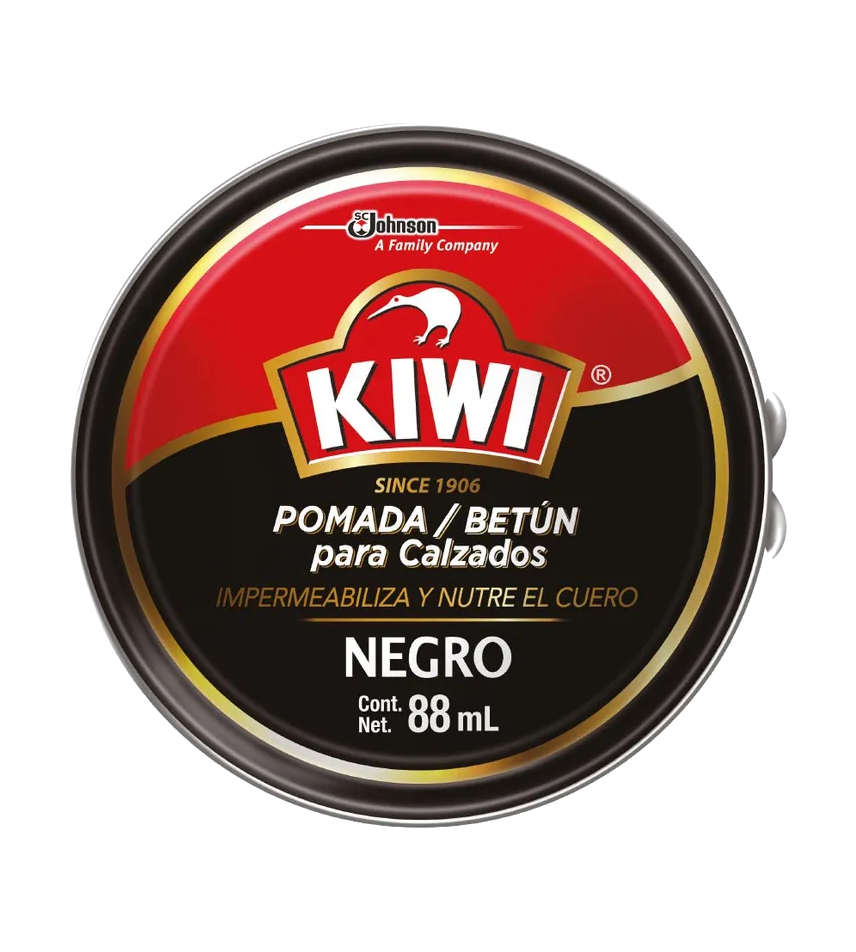 SC Johnson
A Family Company
KIWI ®
SINCE 1906
POMADA / BETÚN
para Calzados
IMPERMEABILIZA Y NUTRE EL CUERO
NEGRO
Cont.
Net. 88 mL